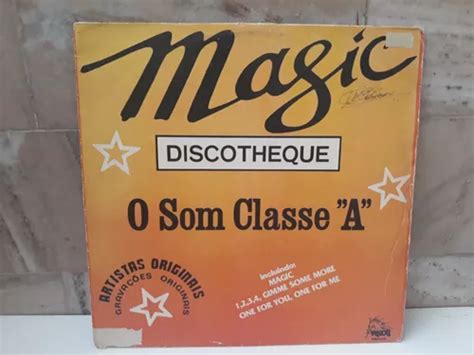 Magic
DISCOTHEQUE
O Som Classe "A"
ARTISTAS ORIGINAIS
GRAVAÇÕES ORIGINAIS
Incluindo:
MAGIC
1,2,3,4, GIMME SOME MORE
ONE FOR YOU, ONE FOR ME